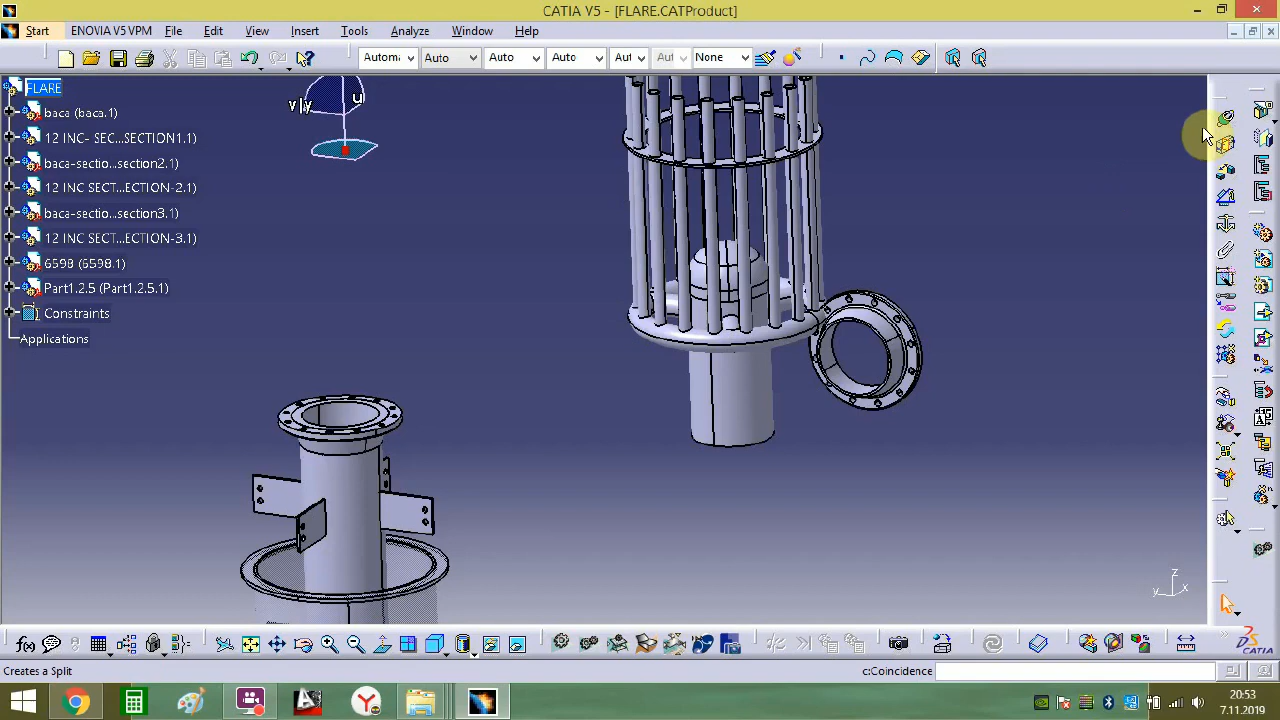 CATIA V5 - [FLARE.CATProduct]
Start ENOVIA V5 VPM File Edit View Insert Tools Analyze Window Help
Automa Auto Auto Auto Aut Aut None
FLARE
baca (baca.1)
12 INC- SEC...SECTION1.1)
baca-sectio...section2.1)
12 INC SECT...ECTION-2.1)
baca-sectio...section3.1)
12 INC SECT...ECTION-3.1)
6598 (6598.1)
Part1.2.5 (Part1.2.5.1)
Constraints
Applications
v|y u
z
y x
CATIA
Creates a Split
c:Coincidence
20:53
7.11.2019